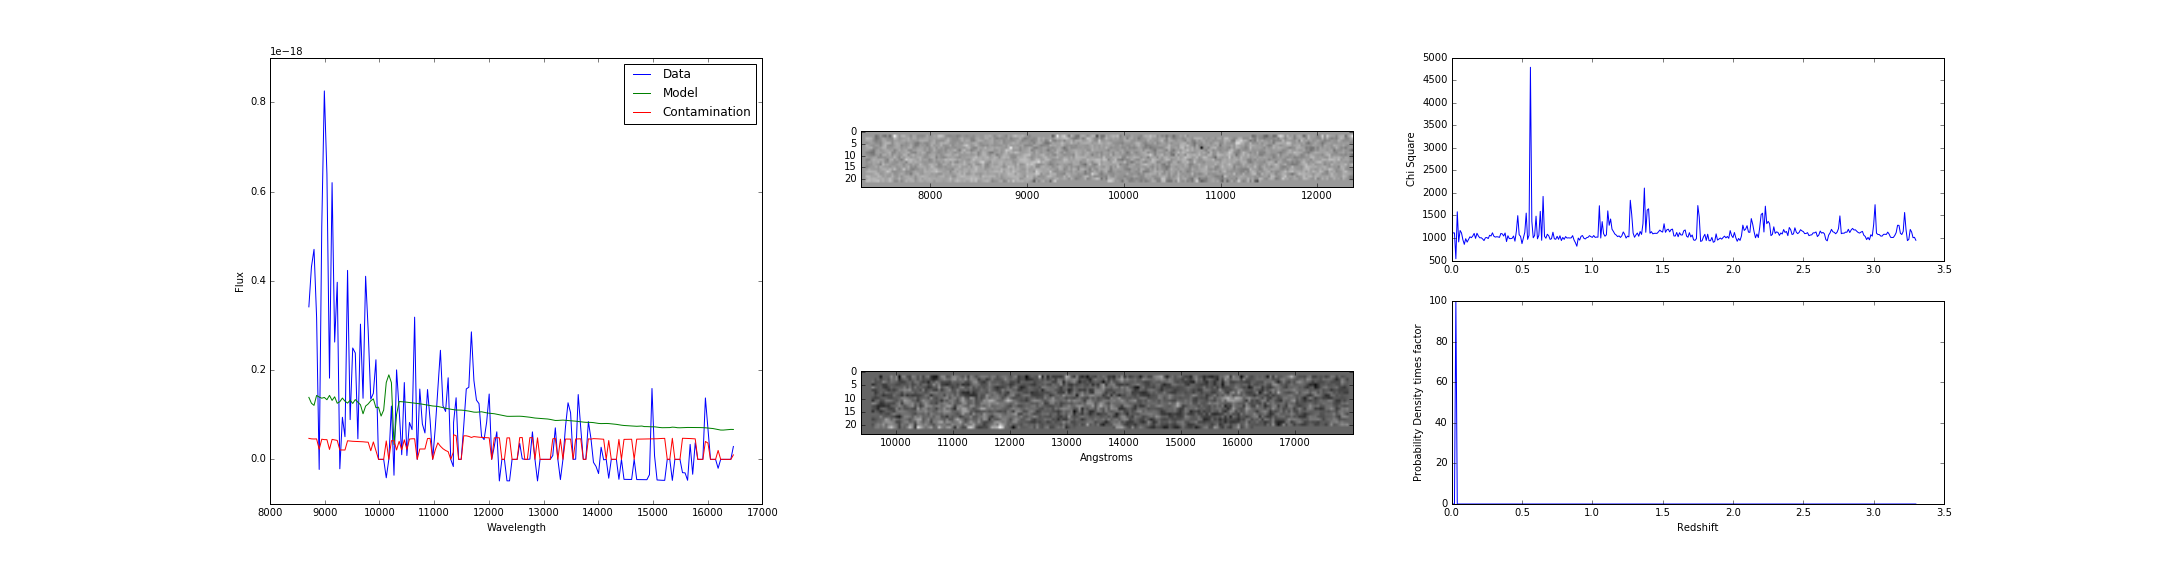 1e−18
Data
Model
Contamination
0.8
0.6
0.4
0.2
0.0
Flux
8000 9000 10000 11000 12000 13000 14000 15000 16000 17000
Wavelength
0
5
10
15
20
8000 9000 10000 11000 12000
0
5
10
15
20
10000 11000 12000 13000 14000 15000 16000 17000
Angstroms
5000
4500
4000
3500
3000
2500
2000
1500
1000
500
Chi Square
0.0 0.5 1.0 1.5 2.0 2.5 3.0 3.5
100
80
60
40
20
0
Probability Density times factor
0.0 0.5 1.0 1.5 2.0 2.5 3.0 3.5
Redshift